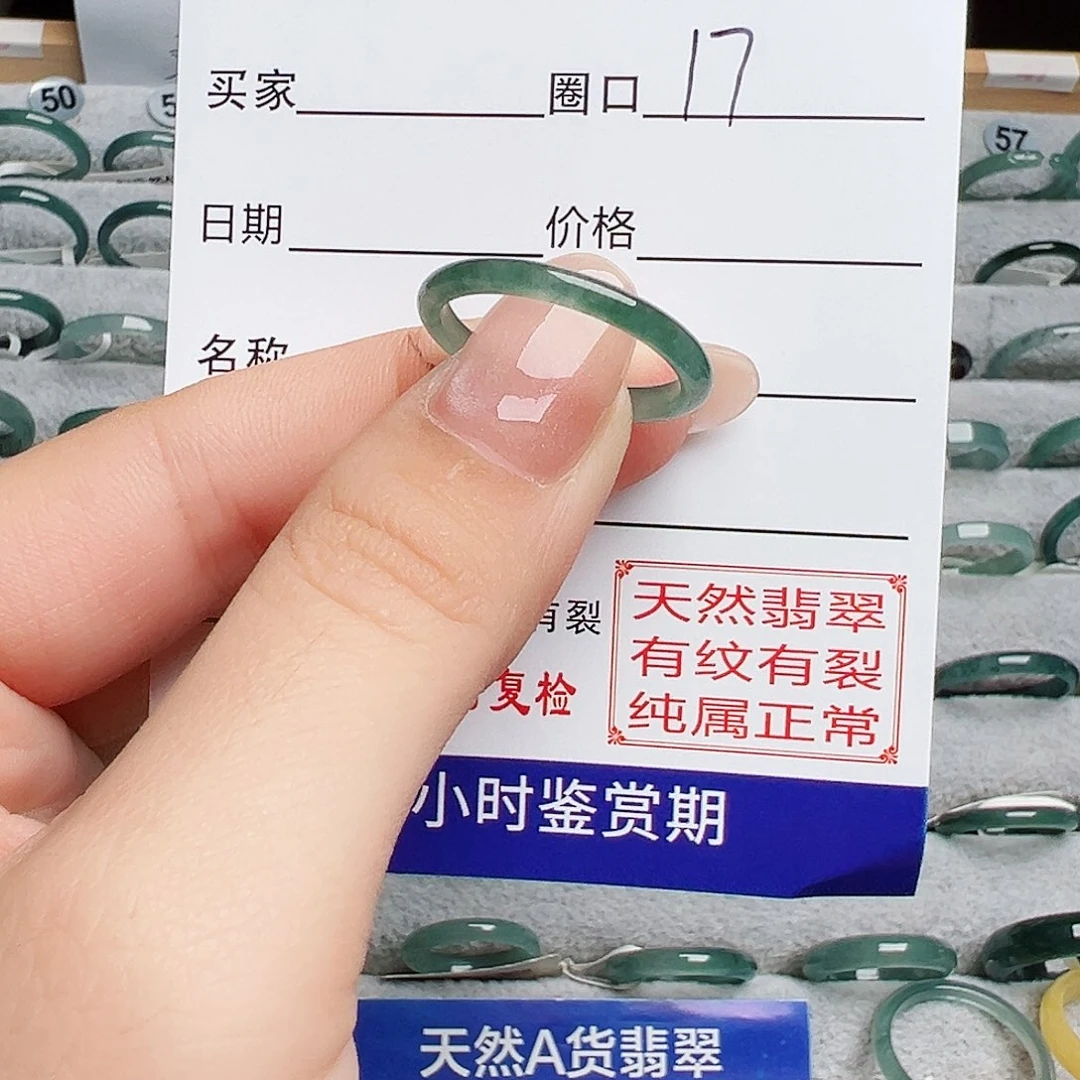 50
5
买家 圈口 17
57
日期 价格
名称
有裂
复检
天然翡翠
有纹有裂
纯属正常
小时鉴赏期
天然A货翡翠